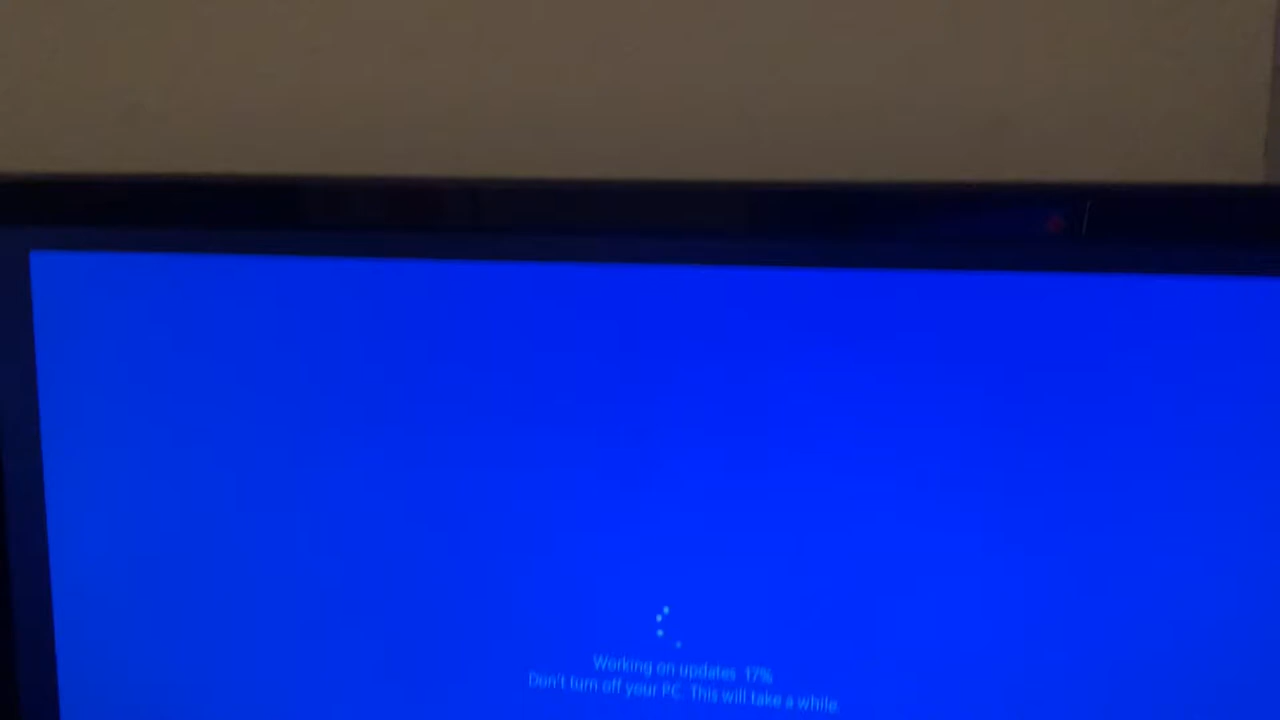 Working on updates 17%
Don't turn off your PC. This will take a while.